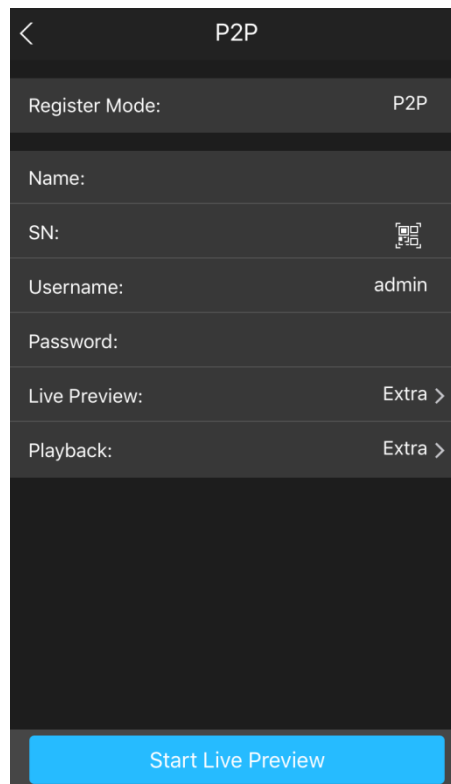 P2P
Register Mode: P2P
Name:
SN:
Username: admin
Password:
Live Preview: Extra
Playback: Extra
Start Live Preview